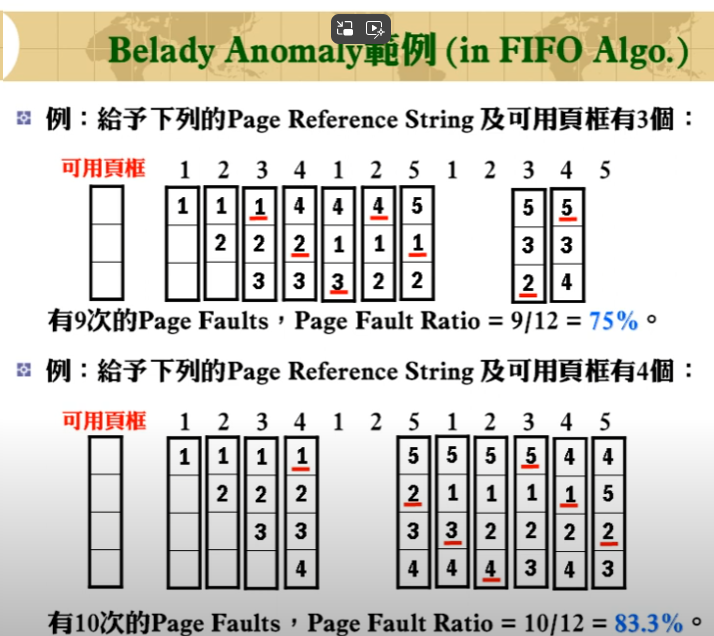 Belady Anomaly範例 (in FIFO Algo.)
例：給予下列的Page Reference String 及可用頁框有3個：
可用頁框 1 2 3 4 1 2 5 1 2 3 4 5
1 1 1 4 4 4 5 5 5
2 2 2 1 1 1 3 3
3 3 3 2 2 2 4
有9次的Page Faults，Page Fault Ratio = 9/12 = 75%。
例：給予下列的Page Reference String 及可用頁框有4個：
可用頁框 1 2 3 4 1 2 5 1 2 3 4 5
1 1 1 1 5 5 5 5 4 4
2 2 2 2 1 1 1 1 5
3 3 3 3 2 2 2 2
4 4 4 4 3 4 3
有10次的Page Faults，Page Fault Ratio = 10/12 = 83.3%。